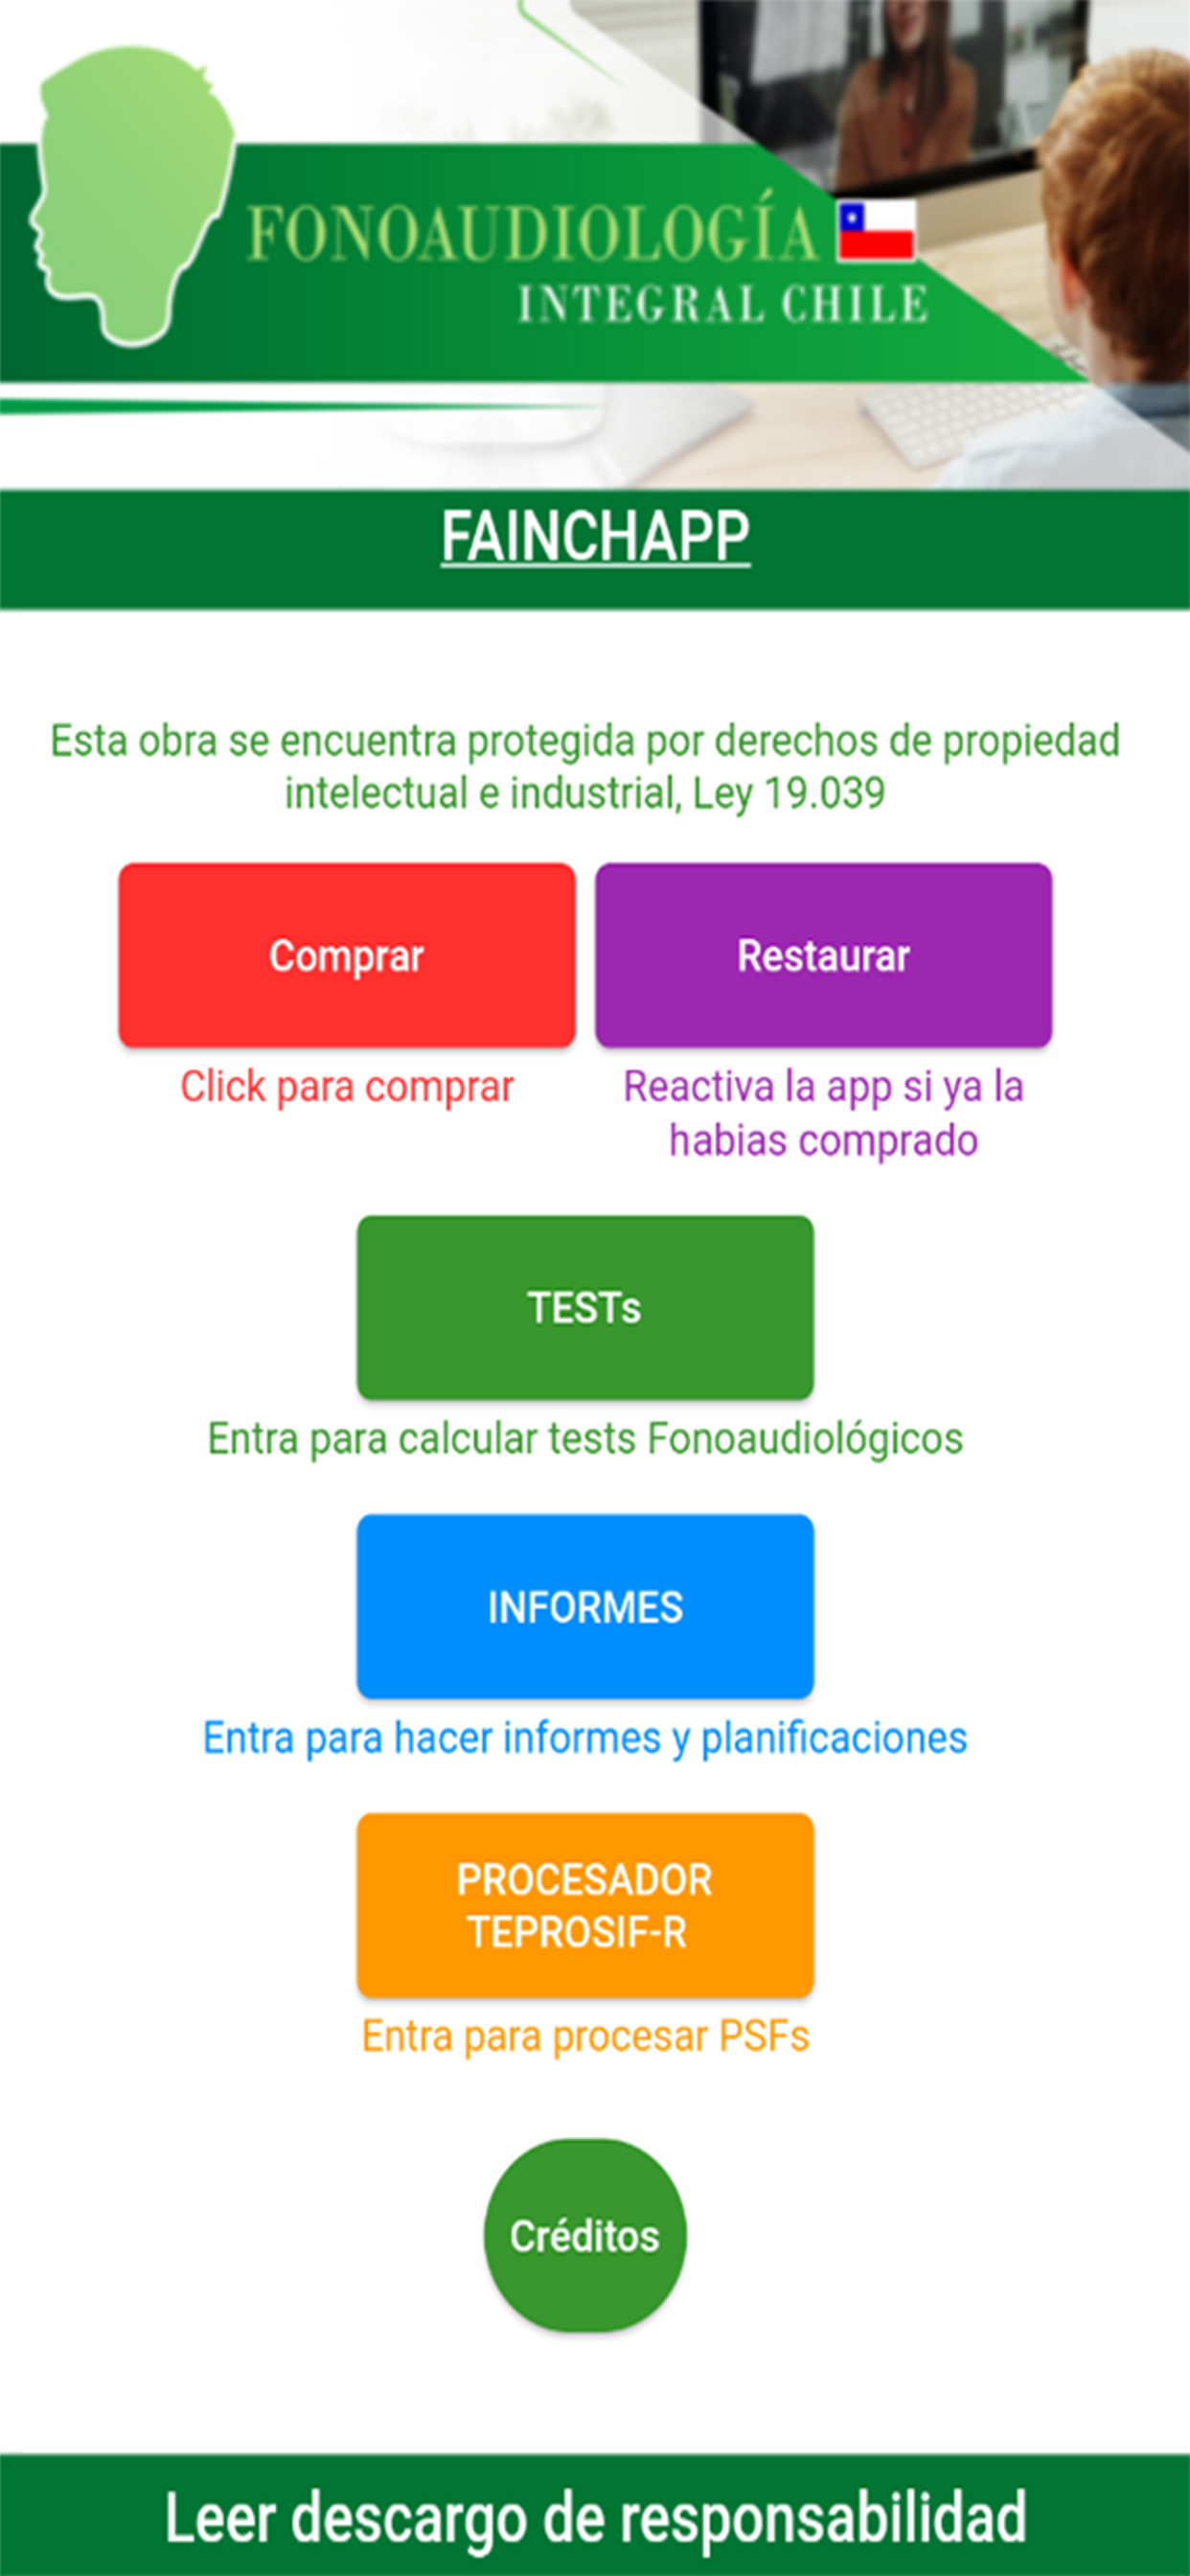 FONOAUDIOLOGÍA
INTEGRAL CHILE
FAINCHAPP
Esta obra se encuentra protegida por derechos de propiedad
intelectual e industrial, Ley 19.039
Comprar
Restaurar
Click para comprar
Reactiva la app si ya la
habias comprado
TESTs
Entra para calcular tests Fonoaudiológicos
INFORMES
Entra para hacer informes y planificaciones
PROCESADOR
TEPROSIF-R
Entra para procesar PSFs
Créditos
Leer descargo de responsabilidad